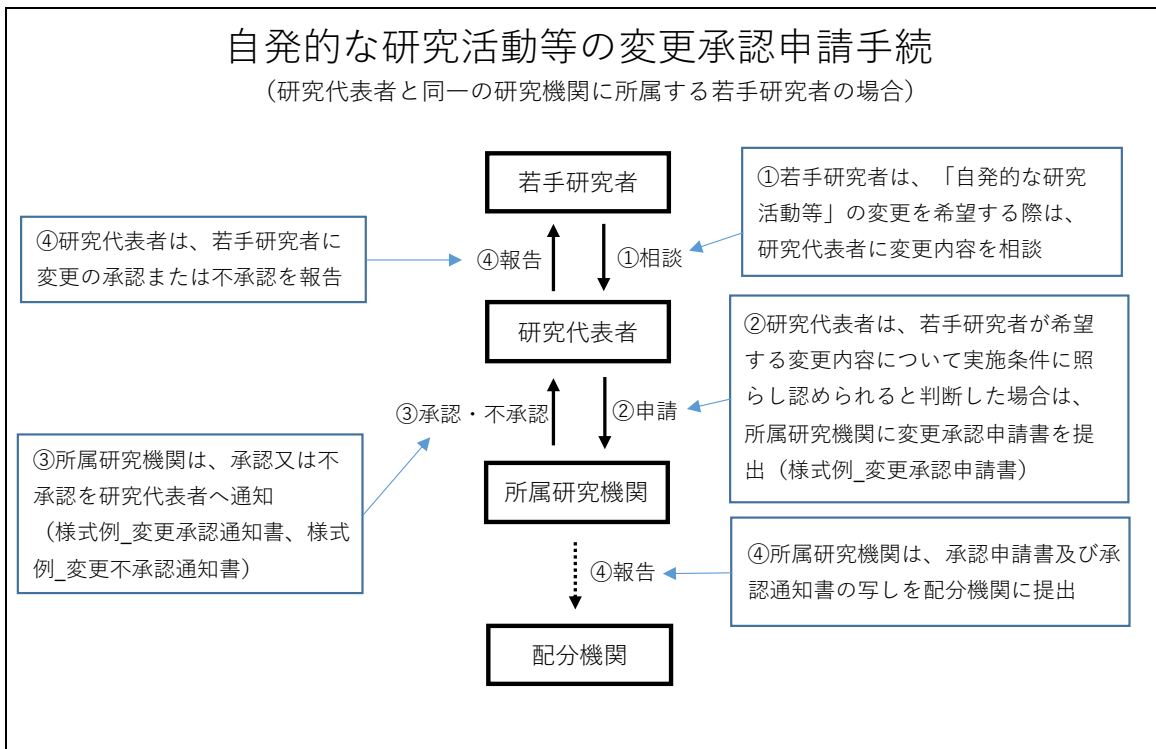 自発的な研究活動等の変更承認申請手続
（研究代表者と同一の研究機関に所属する若手研究者の場合）
若手研究者
①若手研究者は、「自発的な研究
活動等」の変更を希望する際は、
研究代表者に変更内容を相談
④研究代表者は、若手研究者に
変更の承認または不承認を報告
④報告
①相談
研究代表者
②研究代表者は、若手研究者が希望
する変更内容について実施条件に照
らし認められると判断した場合は、
所属研究機関に変更承認申請書を提
出（様式例_変更承認申請書）
③承認・不承認
②申請
③所属研究機関は、承認又は不
承認を研究代表者へ通知
（様式例_変更承認通知書、様式
例_変更不承認通知書）
所属研究機関
④報告
④所属研究機関は、承認申請書及び承
認通知書の写しを配分機関に提出
配分機関